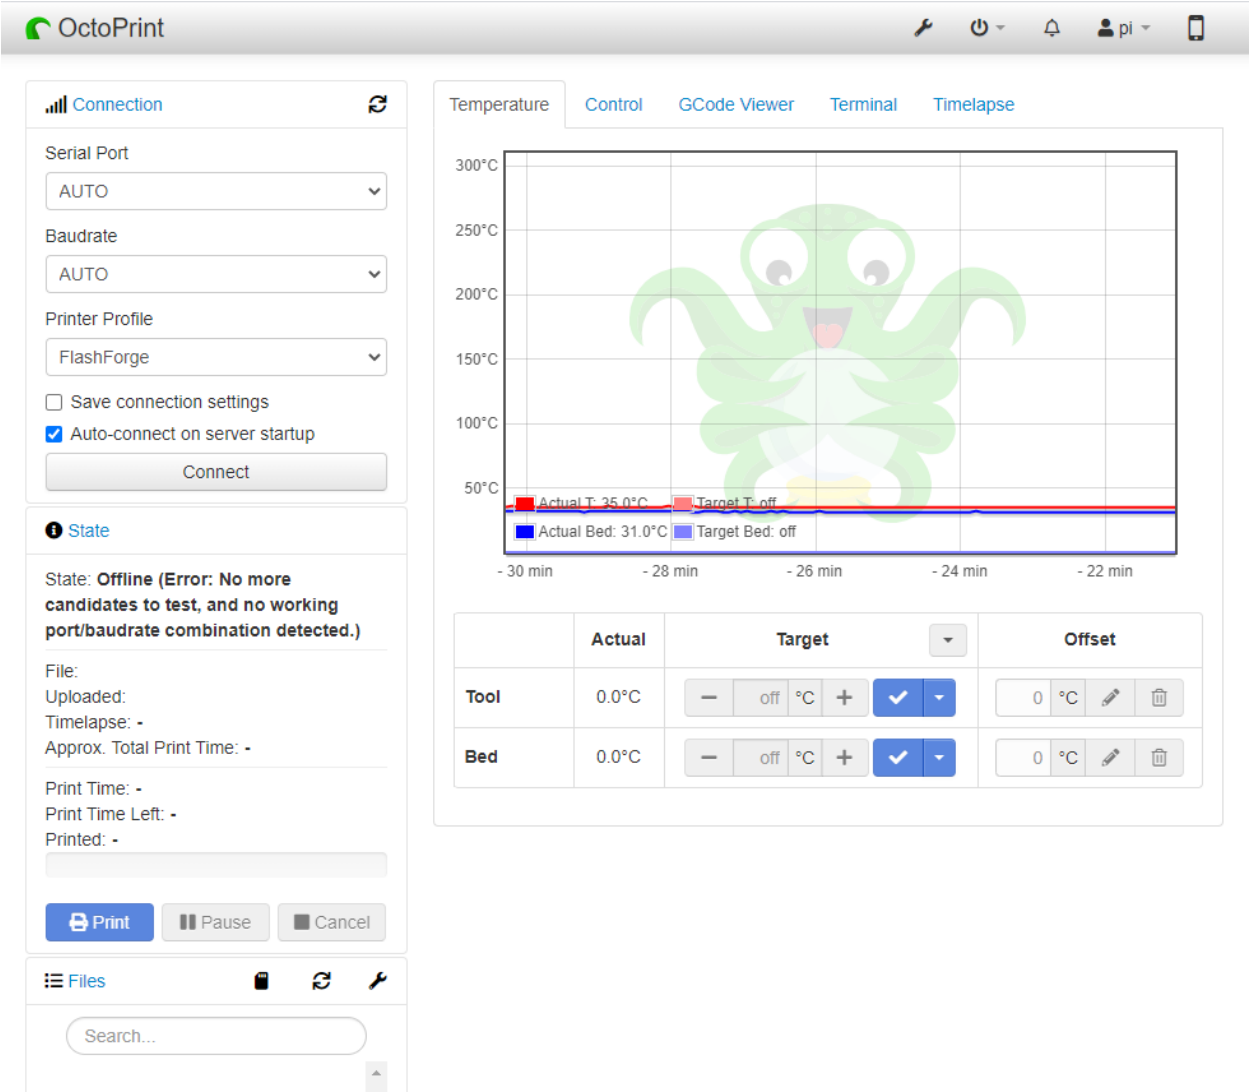 OctoPrint
pi
Connection
Serial Port
AUTO
Baudrate
AUTO
Printer Profile
FlashForge
Save connection settings
Auto-connect on server startup
Connect
State
State: Offline (Error: No more
candidates to test, and no working
port/baudrate combination detected.)
File:
Uploaded:
Timelapse: -
Approx. Total Print Time: -
Print Time: -
Print Time Left: -
Printed: -
Print Pause Cancel
Files
Search...
Temperature Control GCode Viewer Terminal Timelapse
300°C
250°C
200°C
150°C
100°C
50°C
Actual T: 35.0°C Target T: off
Actual Bed: 31.0°C Target Bed: off
- 30 min - 28 min - 26 min - 24 min - 22 min
Actual Target Offset
Tool 0.0°C off °C 0 °C
Bed 0.0°C off °C 0 °C